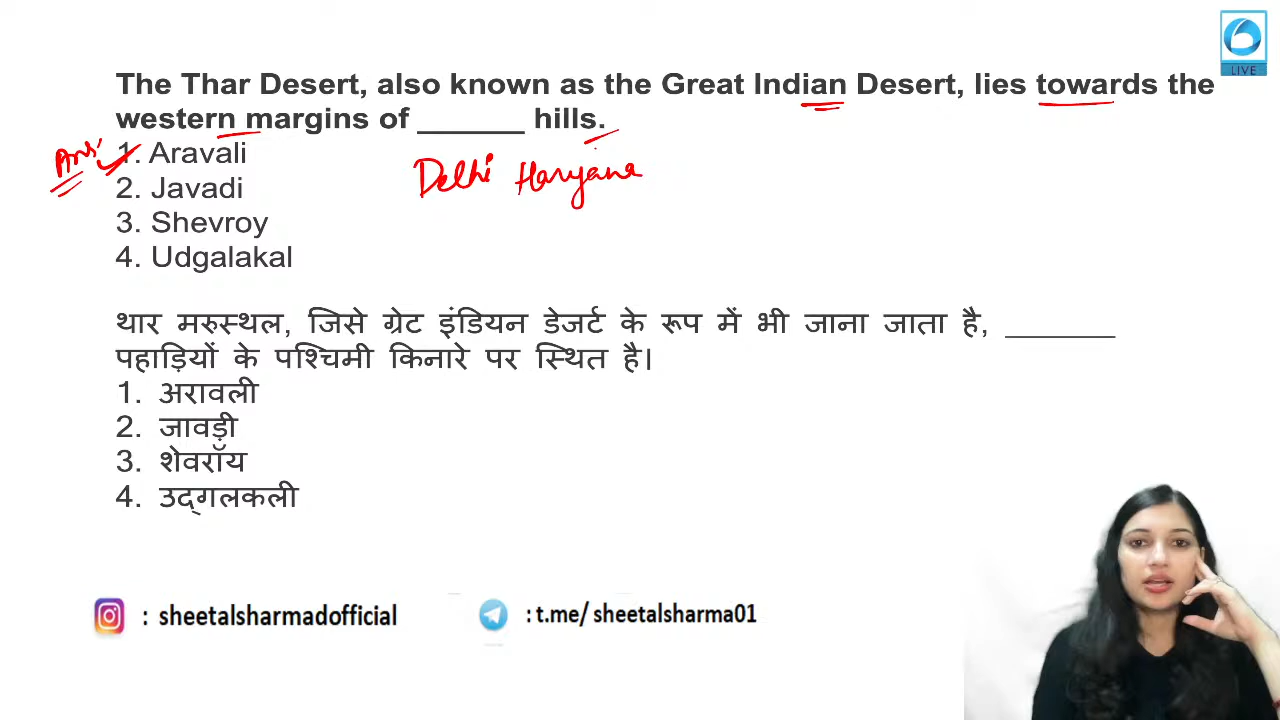 LIVE
The Thar Desert, also known as the Great Indian Desert, lies towards the
western margins of ______ hills.
Ans: 1. Aravali
Delhi Haryana
2. Javadi
3. Shevroy
4. Udgalakal
थार मरुस्थल, जिसे ग्रेट इंडियन डेजर्ट के रूप में भी जाना जाता है, ______
पहाड़ियों के पश्चिमी किनारे पर स्थित है।
1. अरावली
2. जावड़ी
3. शेवरॉय
4. उद्गलकली
: sheetalsharmadofficial
: t.me/ sheetalsharma01